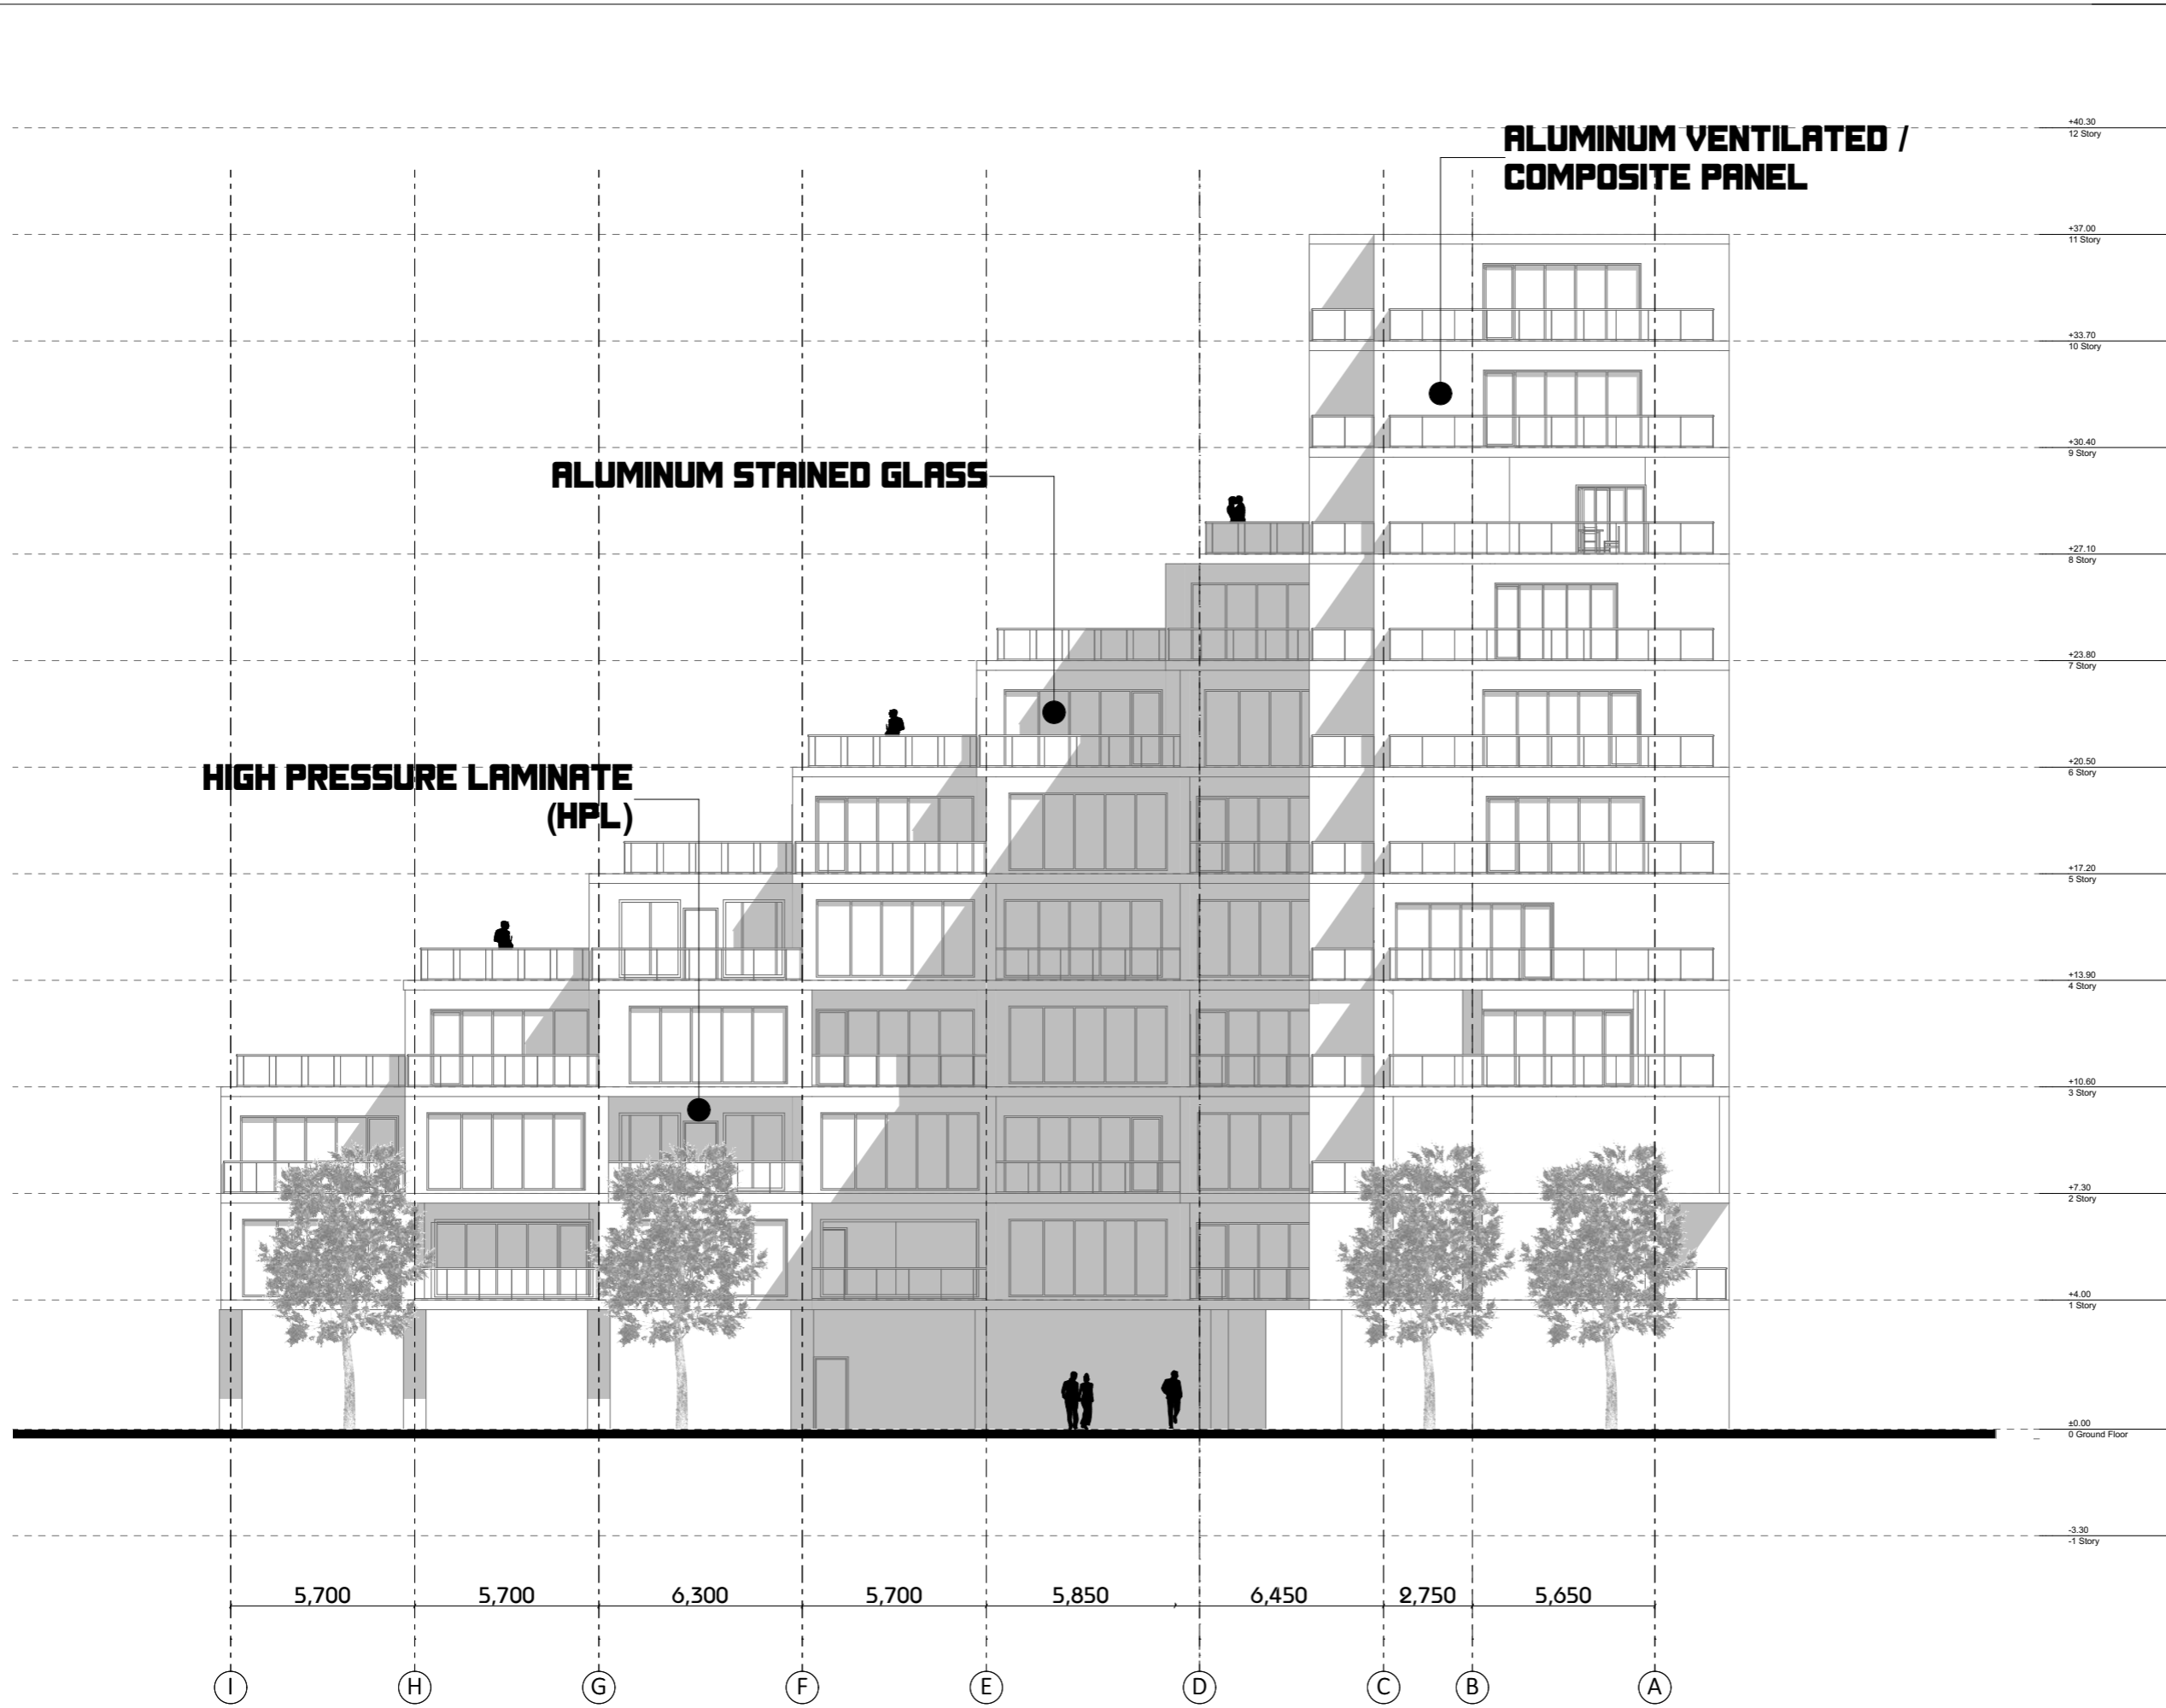 +40.30
12 Story
ALUMINUM VENTILATED /
COMPOSITE PANEL
+37.00
11 Story
+33.70
10 Story
+30.40
9 Story
ALUMINUM STAINED GLASS
+27.10
8 Story
+23.80
7 Story
+20.50
6 Story
HIGH PRESSURE LAMINATE
(HPL)
+17.20
5 Story
+13.90
4 Story
+10.60
3 Story
+7.30
2 Story
+4.00
1 Story
±0.00
0 Ground Floor
-3.30
-1 Story
5,700 5,700 6,300 5,700 5,850 6,450 2,750 5,650
I H G F E D C B A